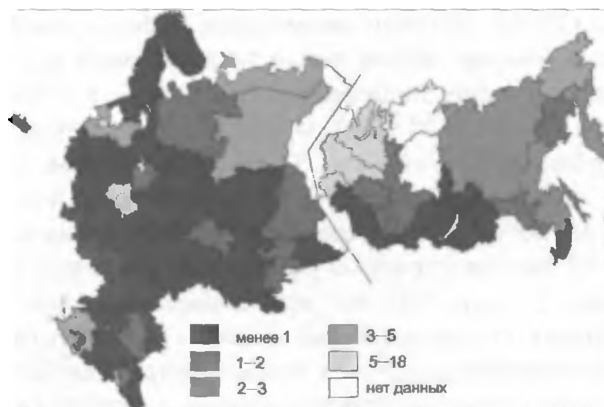 менее 1
1—2
2—3
3—5
5—18
нет данных